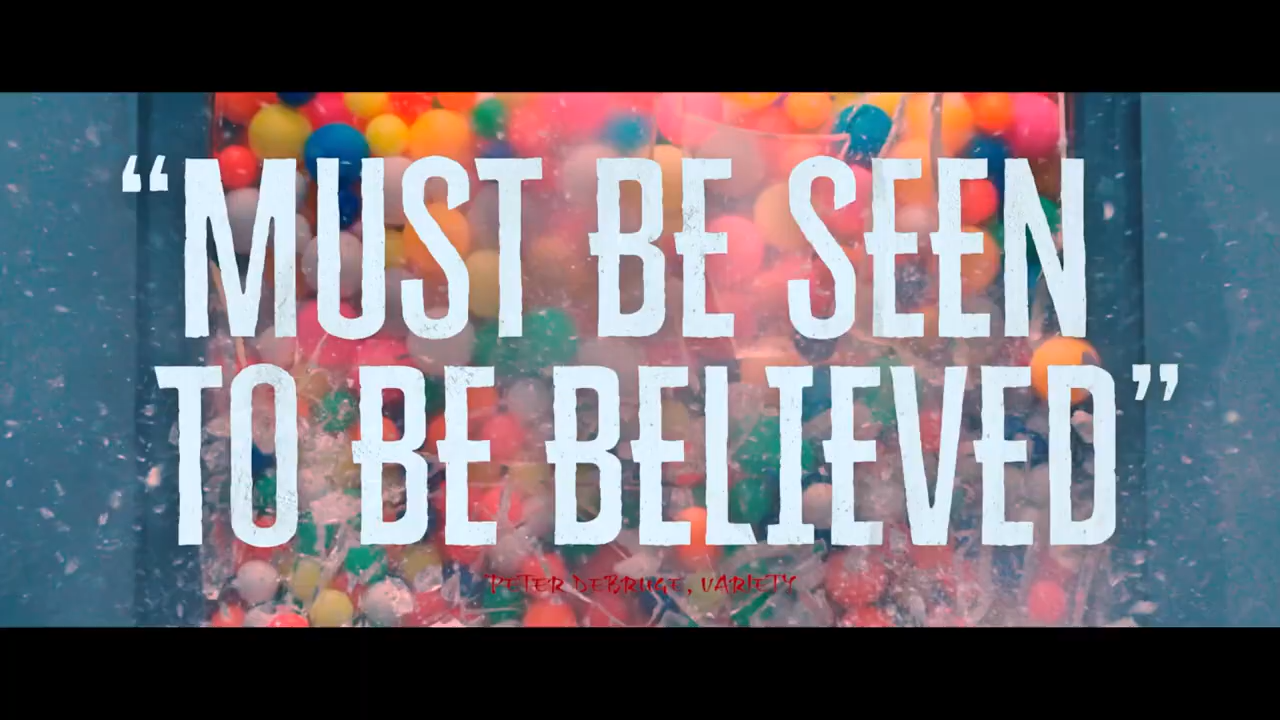 “MUST BE SEEN
TO BE BELIEVED”
PETER DEBRUGE, VARIETY